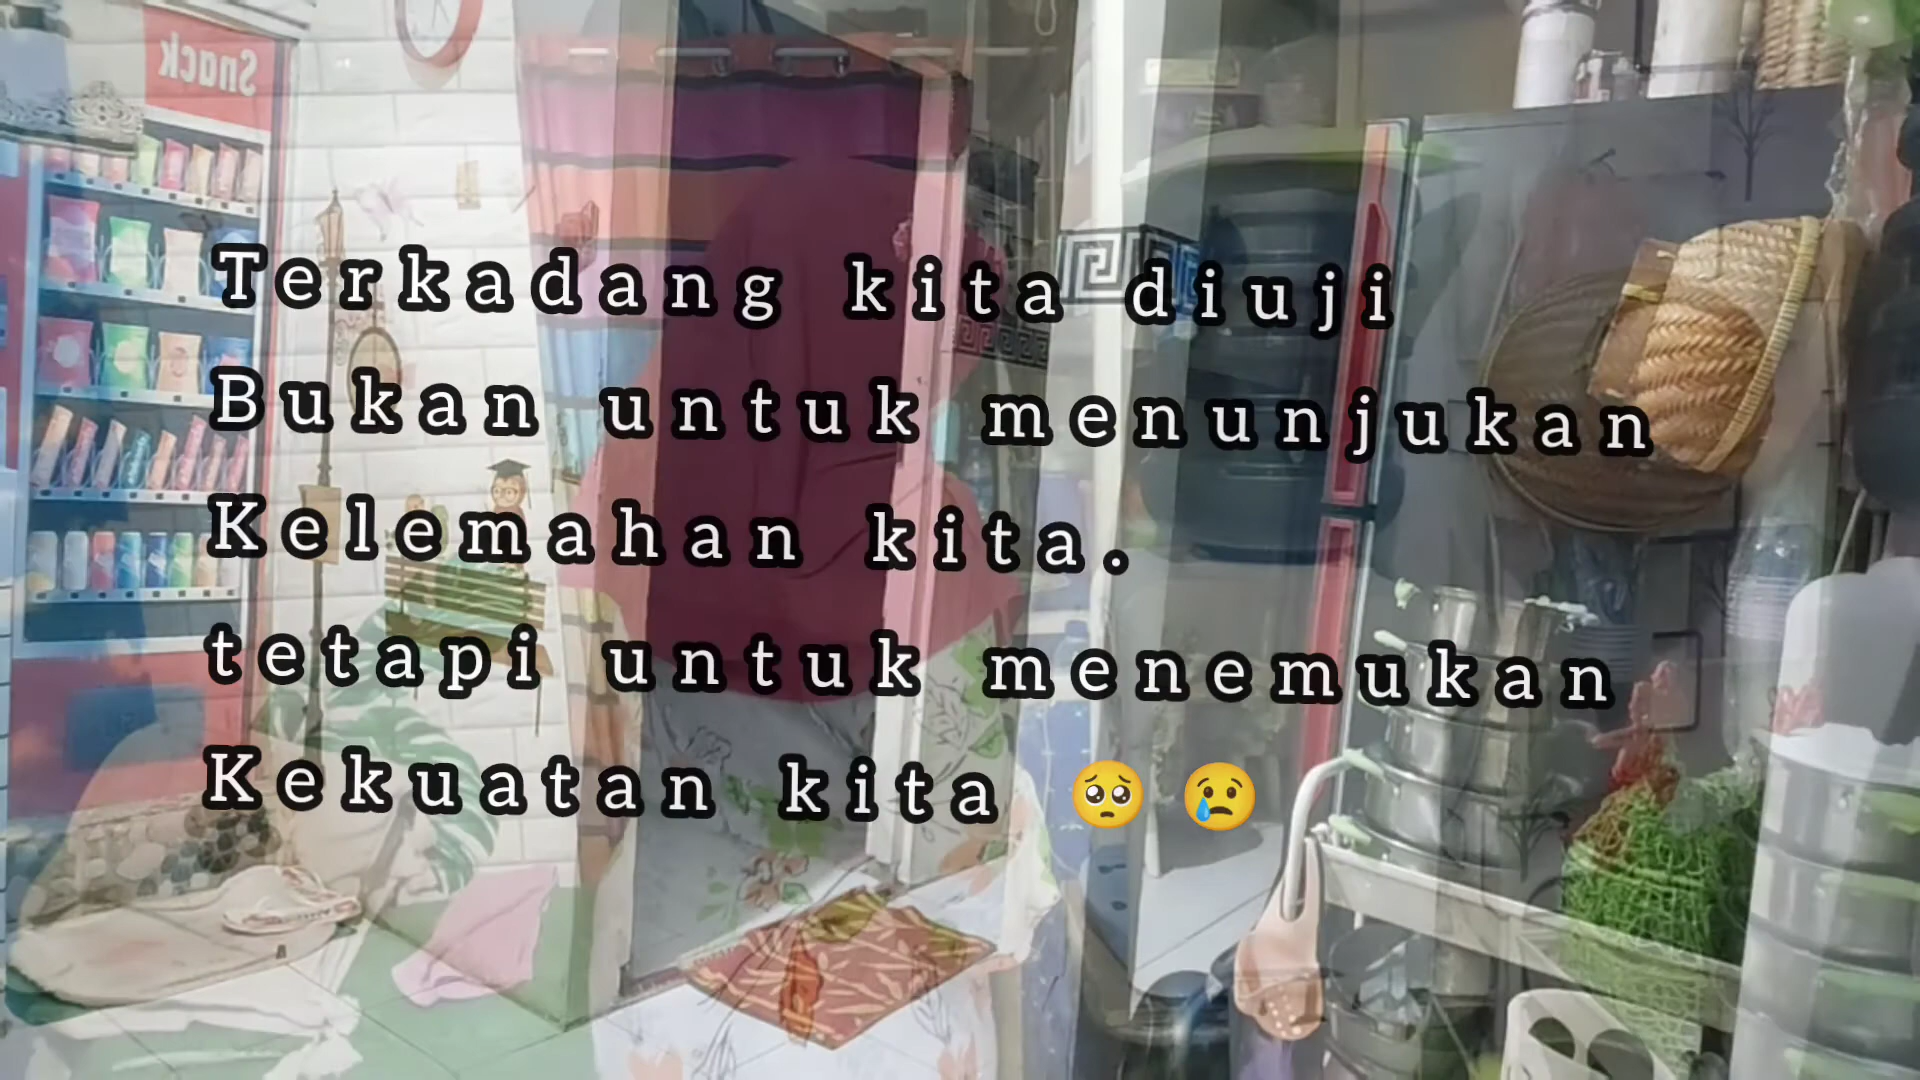 Snack
Terkadang kita diuji
Bukan untuk menunjukan
Kelemahan kita.
tetapi untuk menemukan
Kekuatan kita 🥺 😢